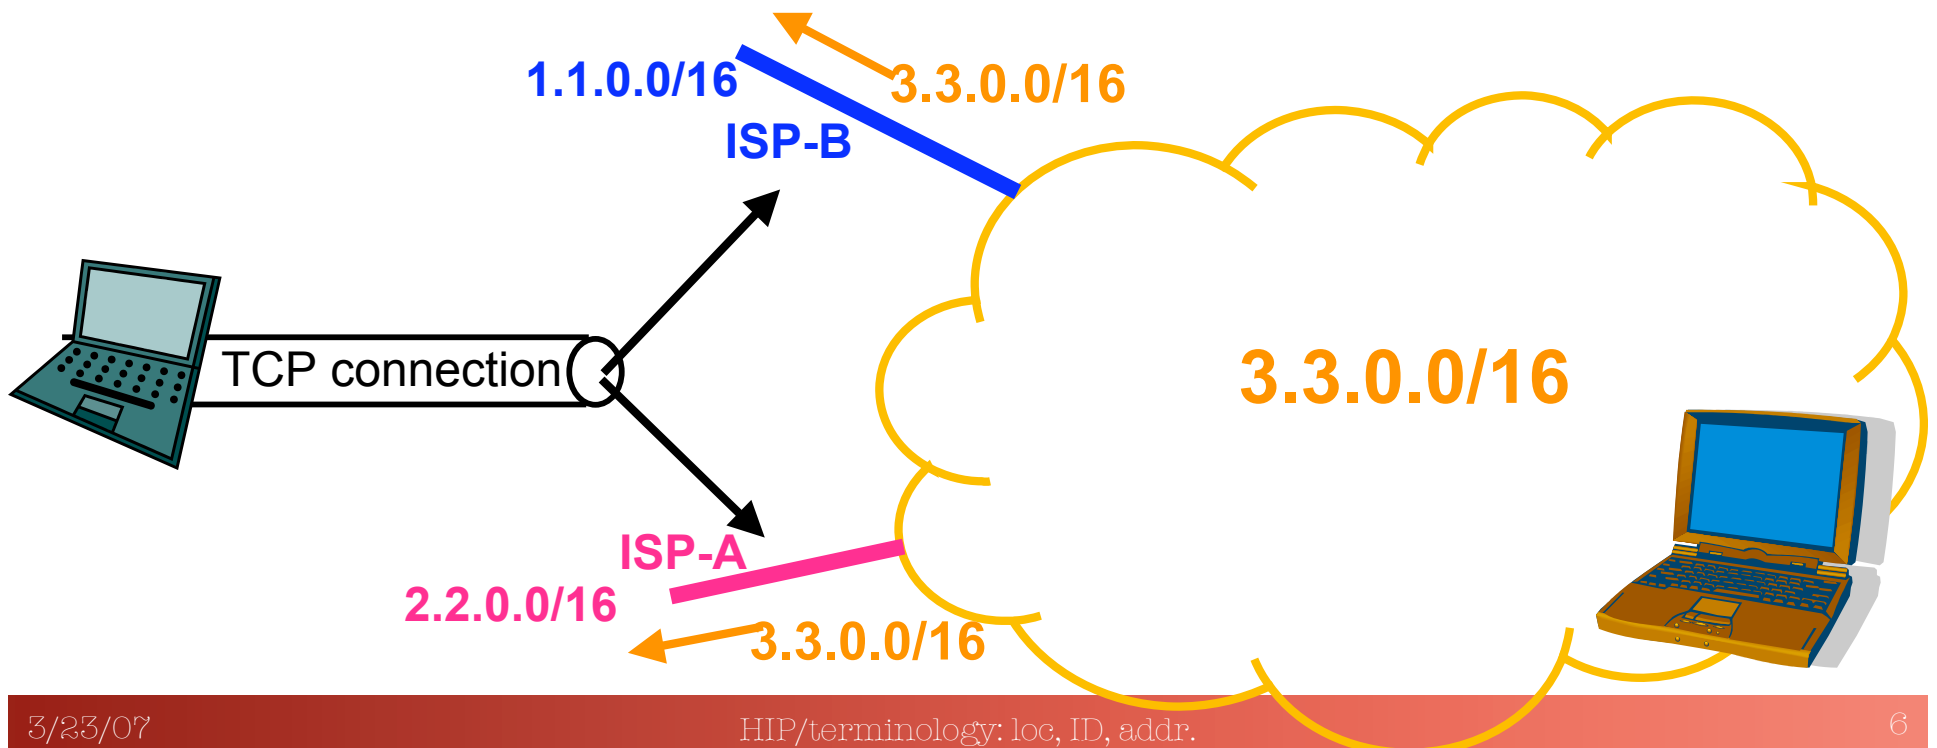 3.3.0.0/16
1.1.0.0/16
ISP-B
TCP connection
3.3.0.0/16
ISP-A
2.2.0.0/16
3.3.0.0/16
3/23/07
HIP/terminology: loc, ID, addr.
6